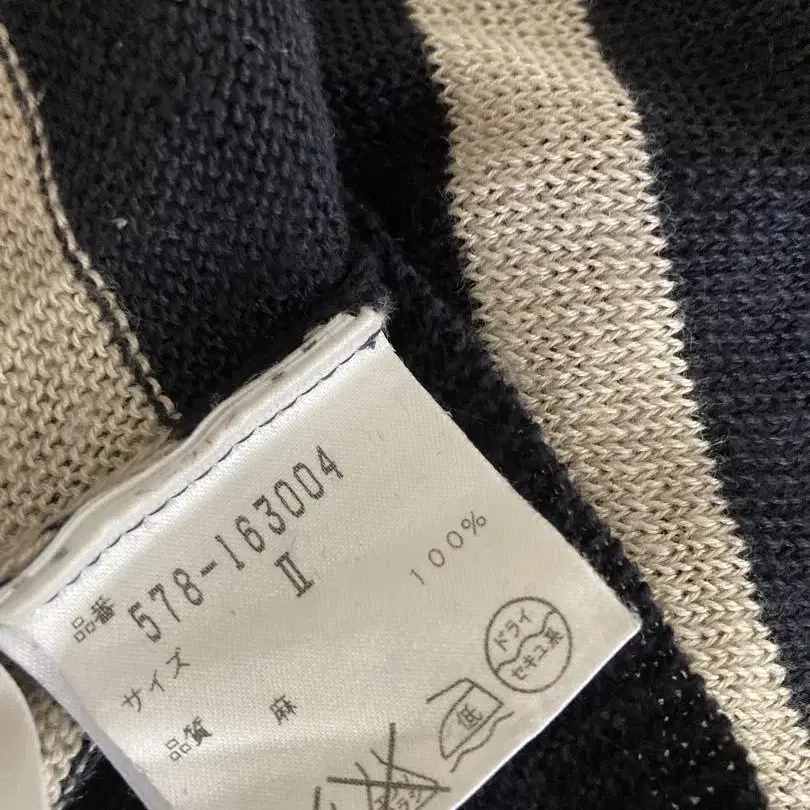 品番 578-163004
サイズ Ⅱ
品質 麻 100%
ドライ
セキユ系
低